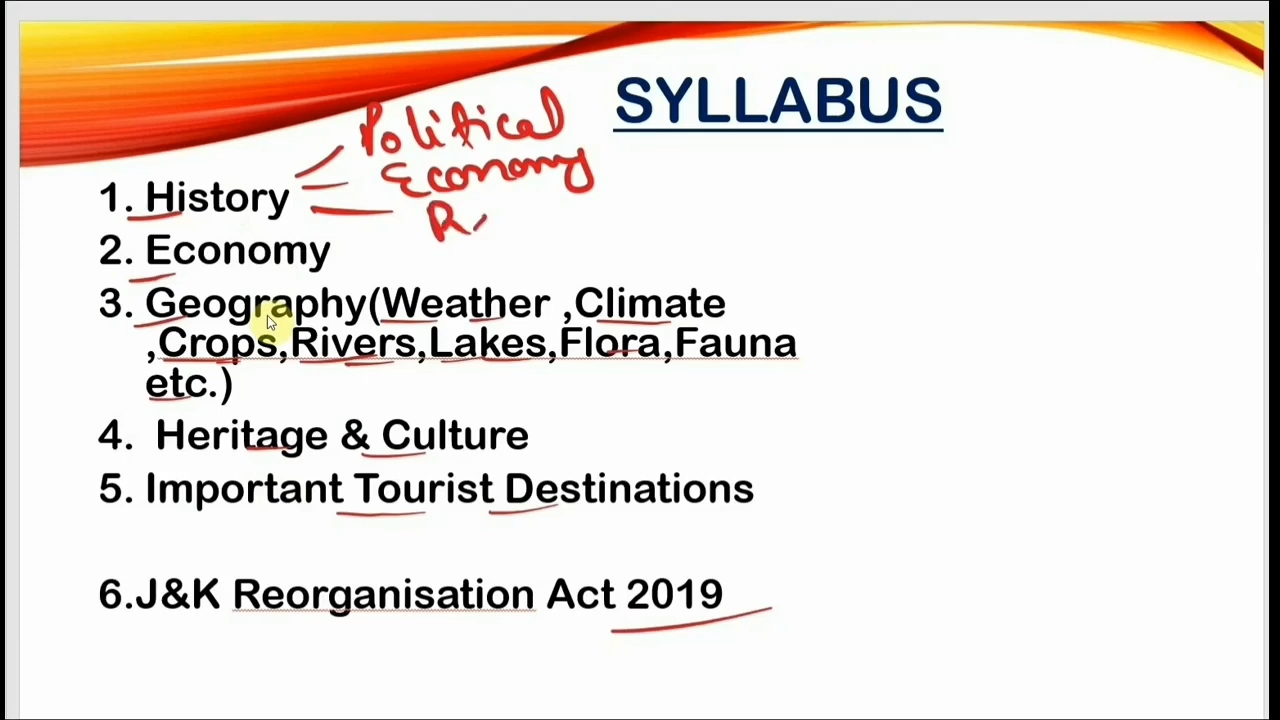 SYLLABUS
Political
Economy
R
1. History
2. Economy
3. Geography(Weather ,Climate
,Crops,Rivers,Lakes,Flora,Fauna
etc.)
4. Heritage & Culture
5. Important Tourist Destinations
6.J&K Reorganisation Act 2019